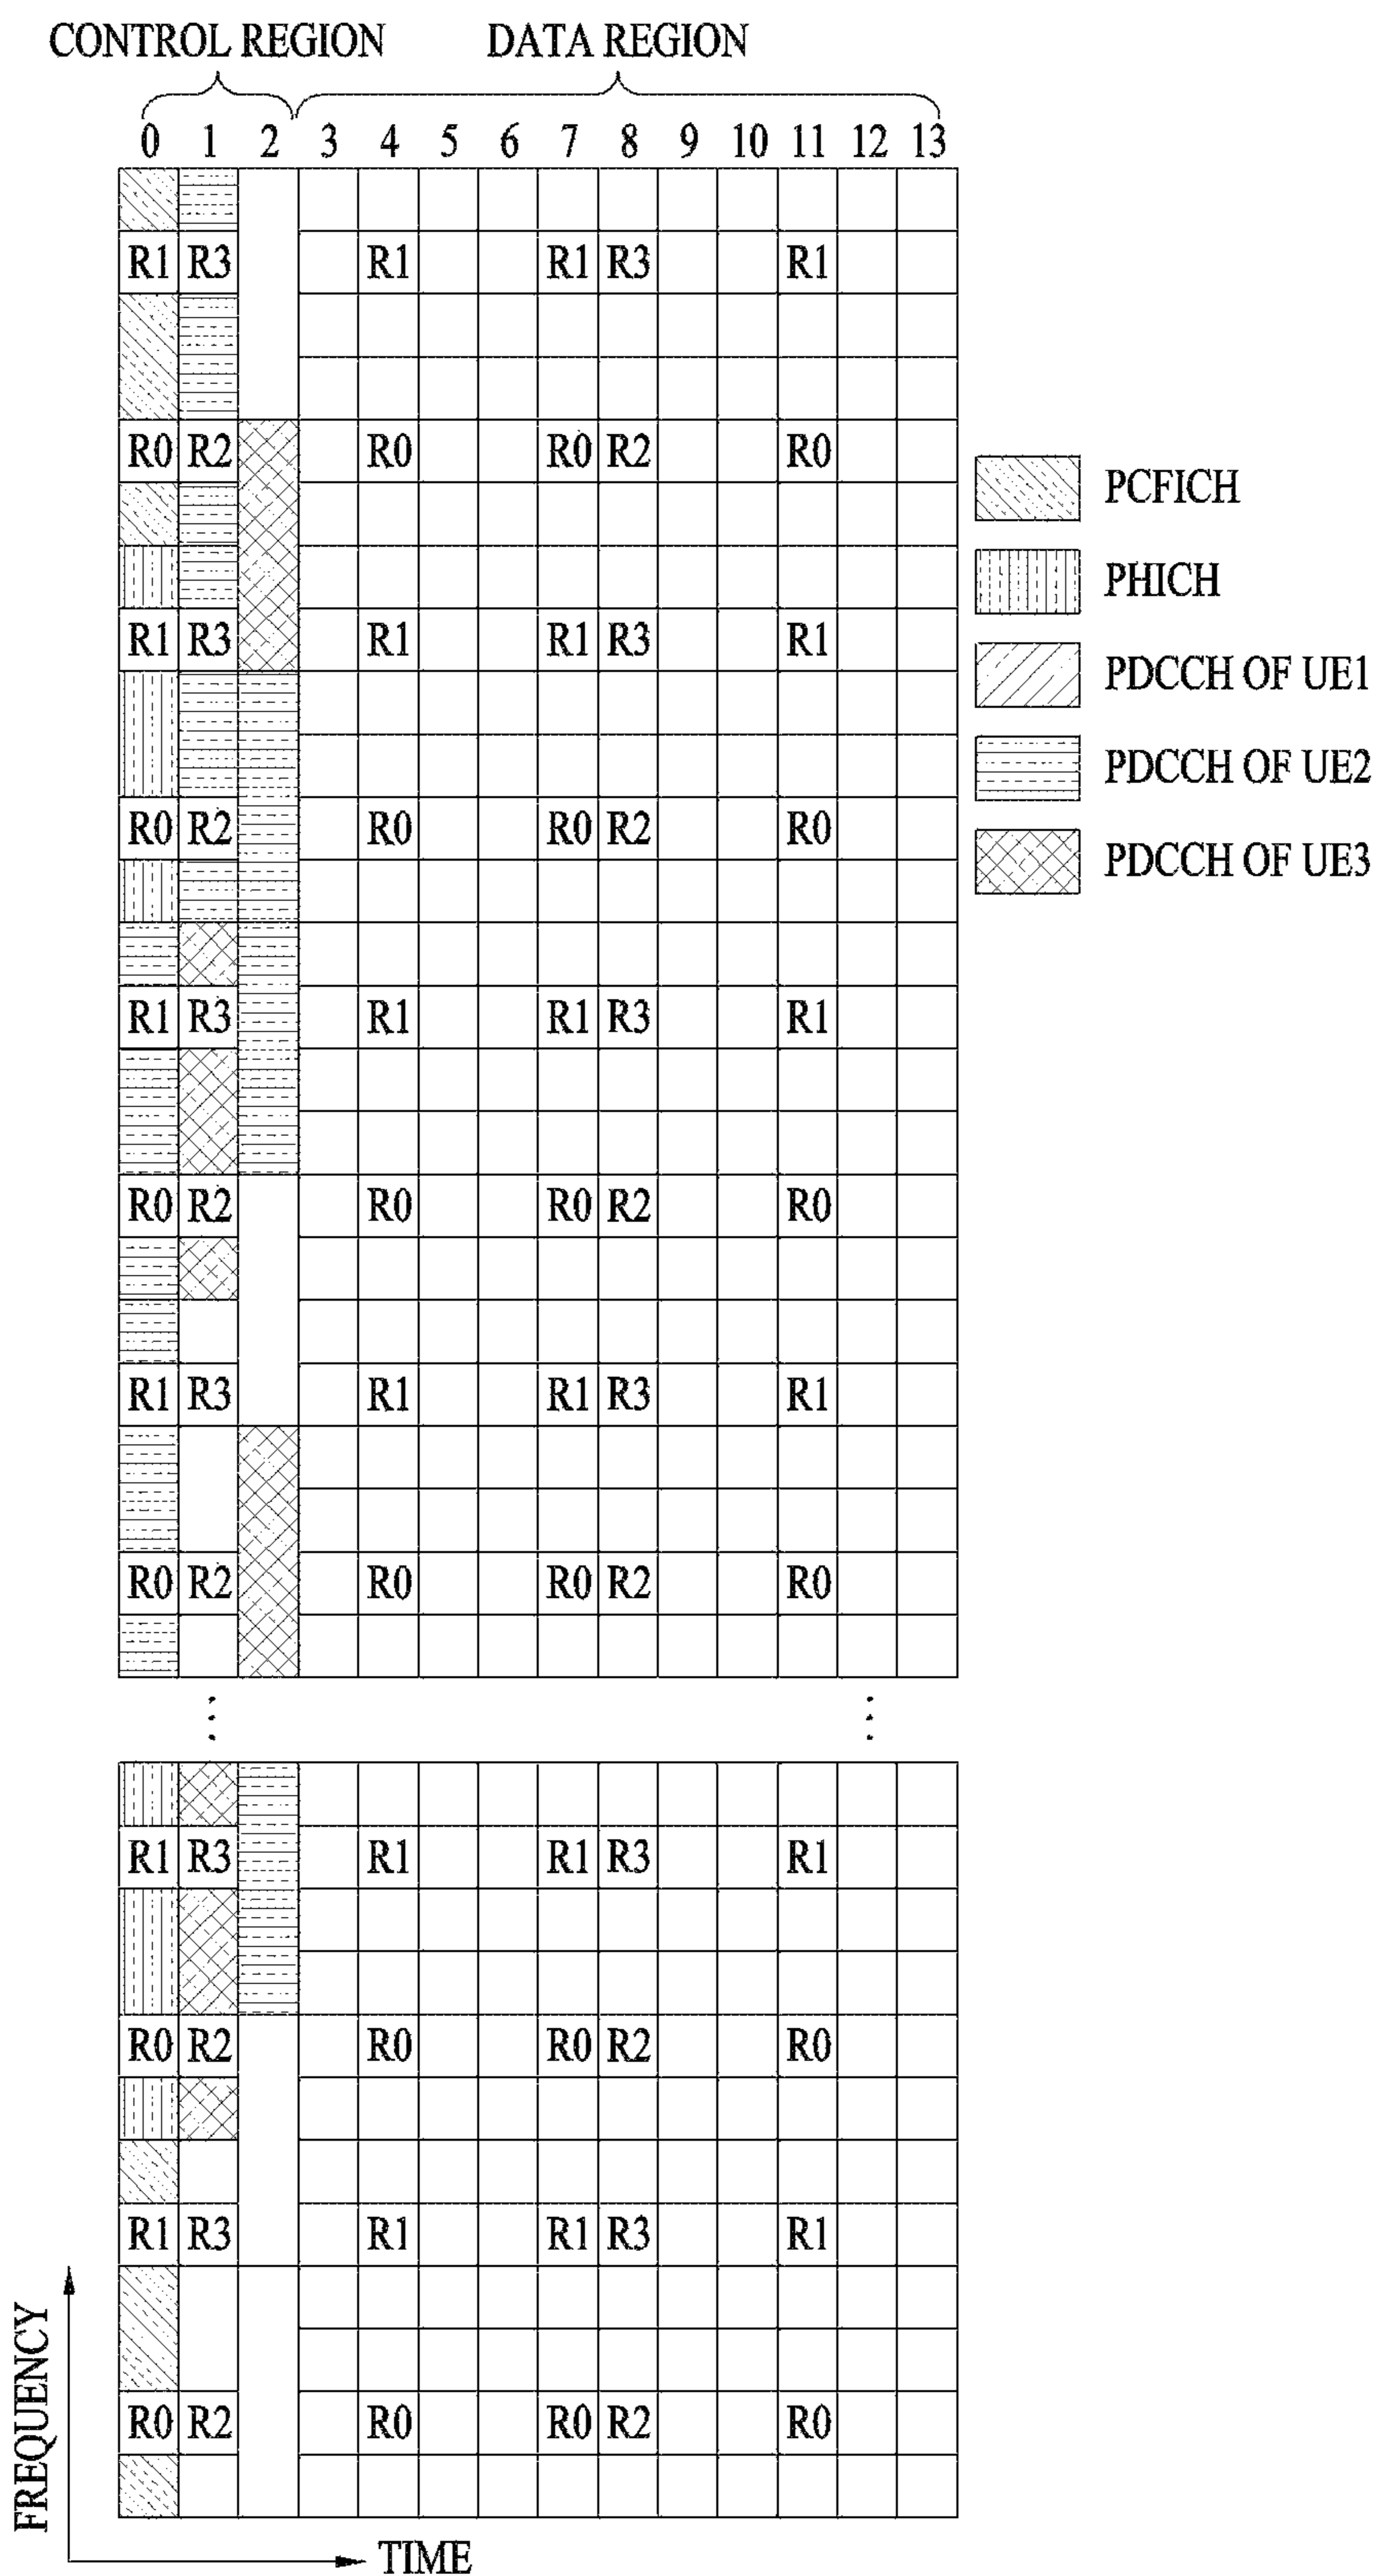 CONTROL REGION DATA REGION
0 1 2 3 4 5 6 7 8 9 10 11 12 13
R1 R3 R1 R1 R3 R1
R0 R2 R0 R0 R2 R0
PCFICH
PHICH
R1 R3 R1 R1 R3 R1
PDCCH OF UE1
PDCCH OF UE2
R0 R2 R0 R0 R2 R0
PDCCH OF UE3
R1 R3 R1 R1 R3 R1
R0 R2 R0 R0 R2 R0
R1 R3 R1 R1 R3 R1
R0 R2 R0 R0 R2 R0
R1 R3 R1 R1 R3 R1
R0 R2 R0 R0 R2 R0
R1 R3 R1 R1 R3 R1
R0 R2 R0 R0 R2 R0
FREQUENCY
TIME